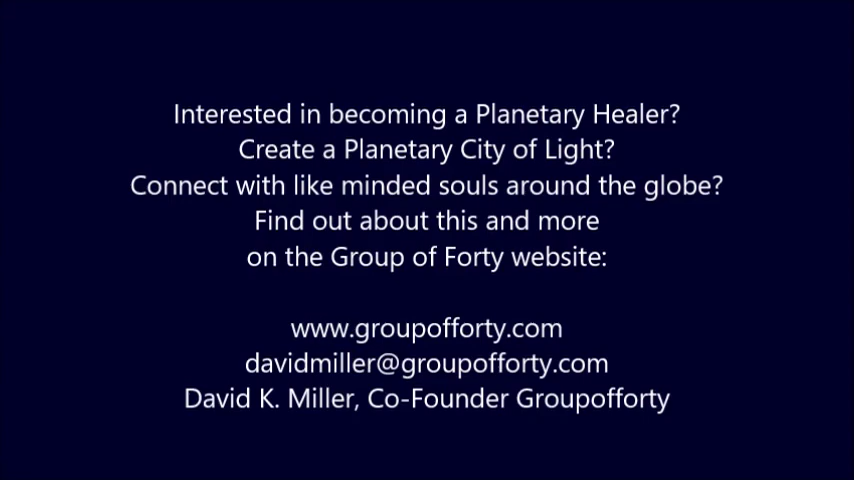 Interested in becoming a Planetary Healer?
Create a Planetary City of Light?
Connect with like minded souls around the globe?
Find out about this and more
on the Group of Forty website:
www.groupofforty.com
davidmiller@groupofforty.com
David K. Miller, Co-Founder Groupofforty